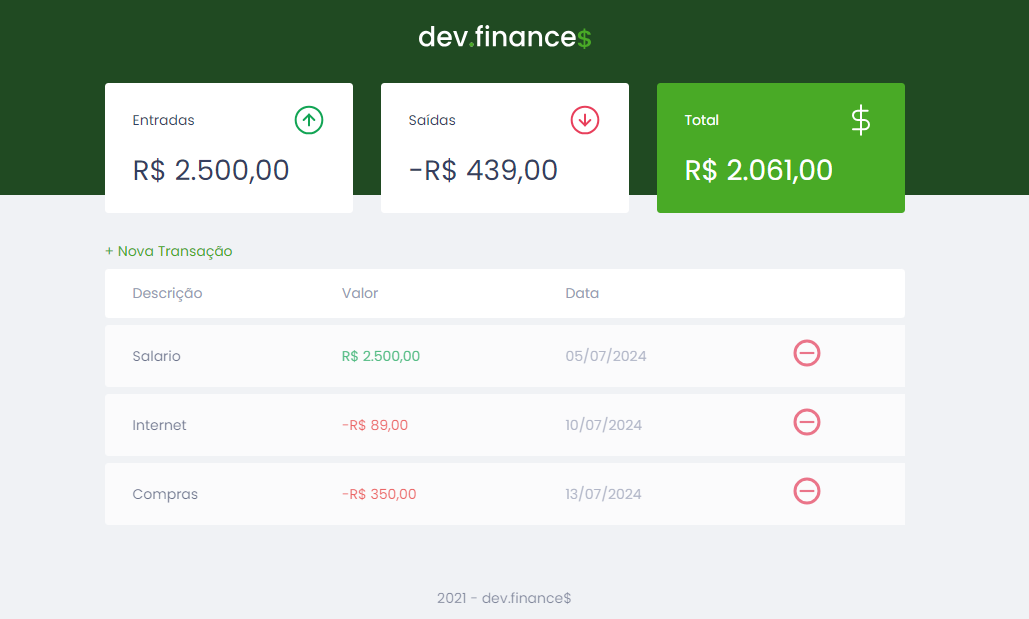 dev.finance$
Entradas
R$ 2.500,00
Saídas
-R$ 439,00
Total
$
R$ 2.061,00
+ Nova Transação
Descrição Valor Data
Salario R$ 2.500,00 05/07/2024
Internet -R$ 89,00 10/07/2024
Compras -R$ 350,00 13/07/2024
2021 - dev.finance$